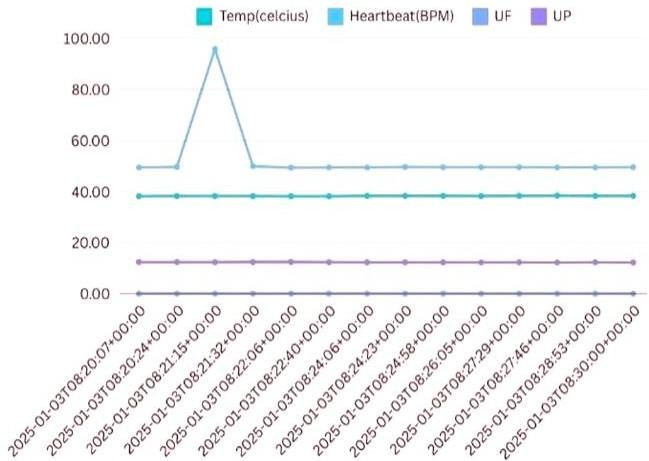 Temp(celcius) Heartbeat(BPM) UF UP
100.00
80.00
60.00
40.00
20.00
0.00
2025-01-03T08:20:07+00:00
2025-01-03T08:20:24+00:00
2025-01-03T08:21:15+00:00
2025-01-03T08:21:32+00:00
2025-01-03T08:22:06+00:00
2025-01-03T08:22:40+00:00
2025-01-03T08:24:06+00:00
2025-01-03T08:24:23+00:00
2025-01-03T08:24:58+00:00
2025-01-03T08:26:05+00:00
2025-01-03T08:27:29+00:00
2025-01-03T08:27:46+00:00
2025-01-03T08:28:53+00:00
2025-01-03T08:30:00+00:00